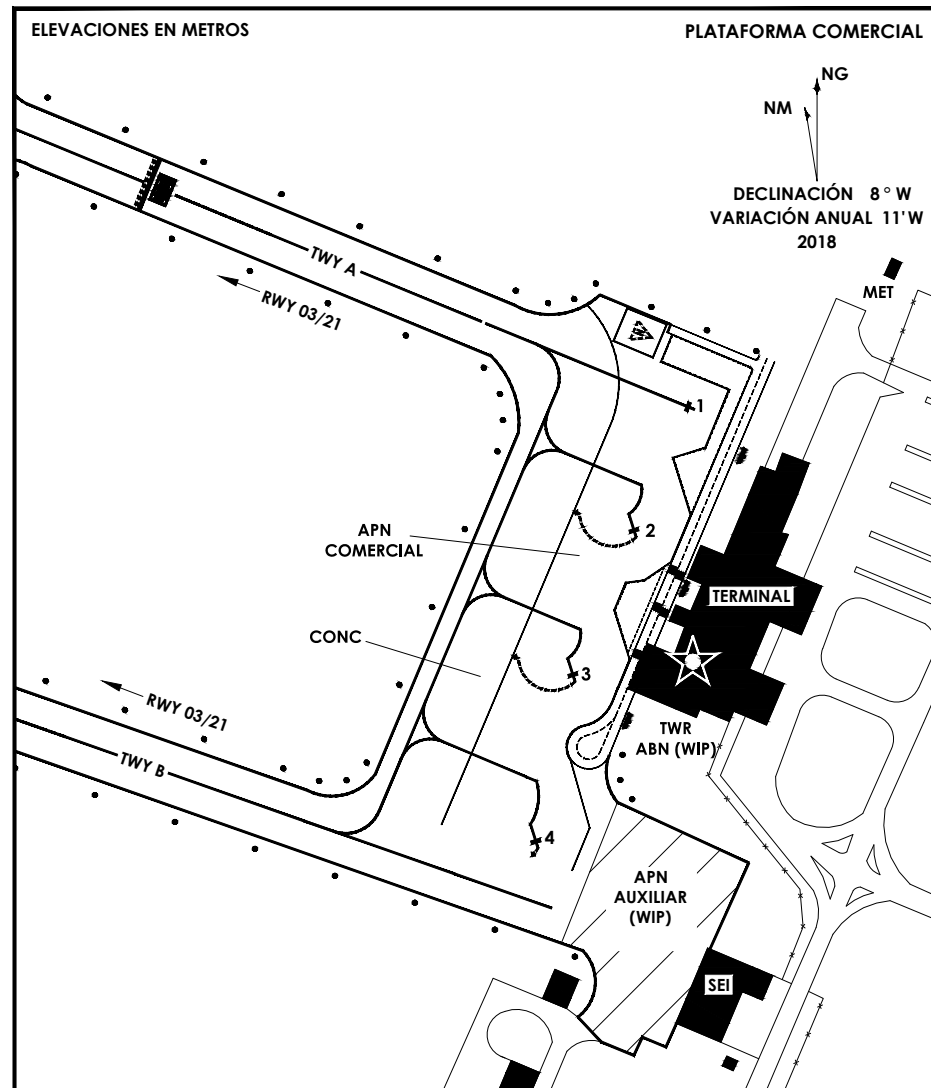 ELEVACIONES EN METROS
PLATAFORMA COMERCIAL
NG
NM
DECLINACIÓN 8° W
VARIACIÓN ANUAL 11'W
2018
MET
TWY A
RWY 03/21
1
2
APN
COMERCIAL
TERMINAL
CONC
3
RWY 03/21
TWR
ABN (WIP)
TWY B
4
APN
AUXILIAR
(WIP)
SEI